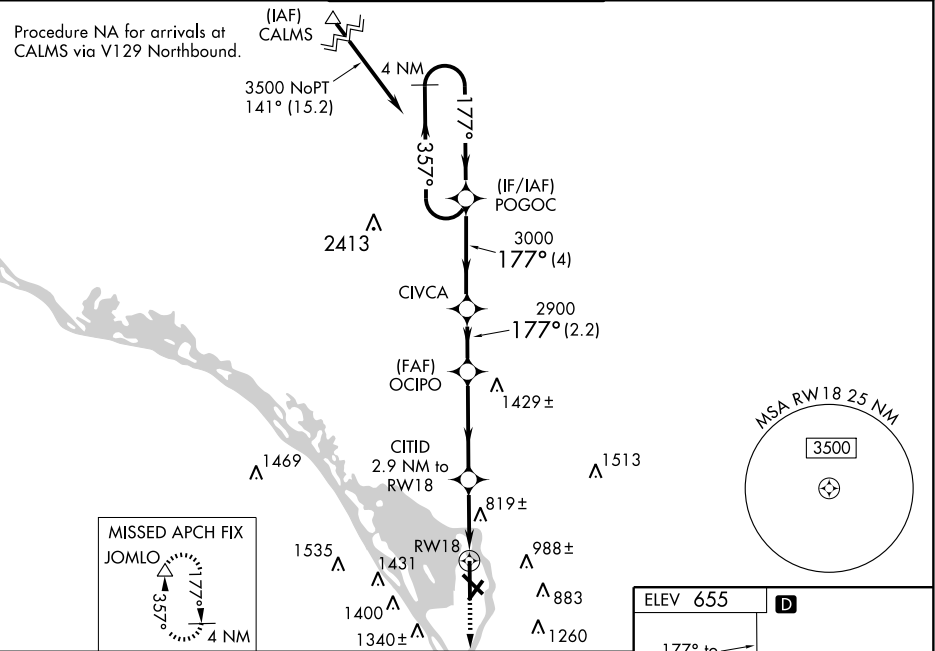 Procedure NA for arrivals at
CALMS via V129 Northbound.
(IAF)
CALMS
3500 NoPT
141° (15.2)
4 NM
177°
357°
(IF/IAF)
POGOC
2413
3000
177° (4)
CIVCA
2900
177° (2.2)
(FAF)
OCIPO
1429 ±
CITID
2.9 NM to
RW18
1469
1513
819 ±
MSA RW18 25 NM
3500
MISSED APCH FIX
JOMLO
177°
357°
4 NM
1535
1431
RW18
988 ±
1400
883
1340 ±
1260
ELEV 655
D
177° to